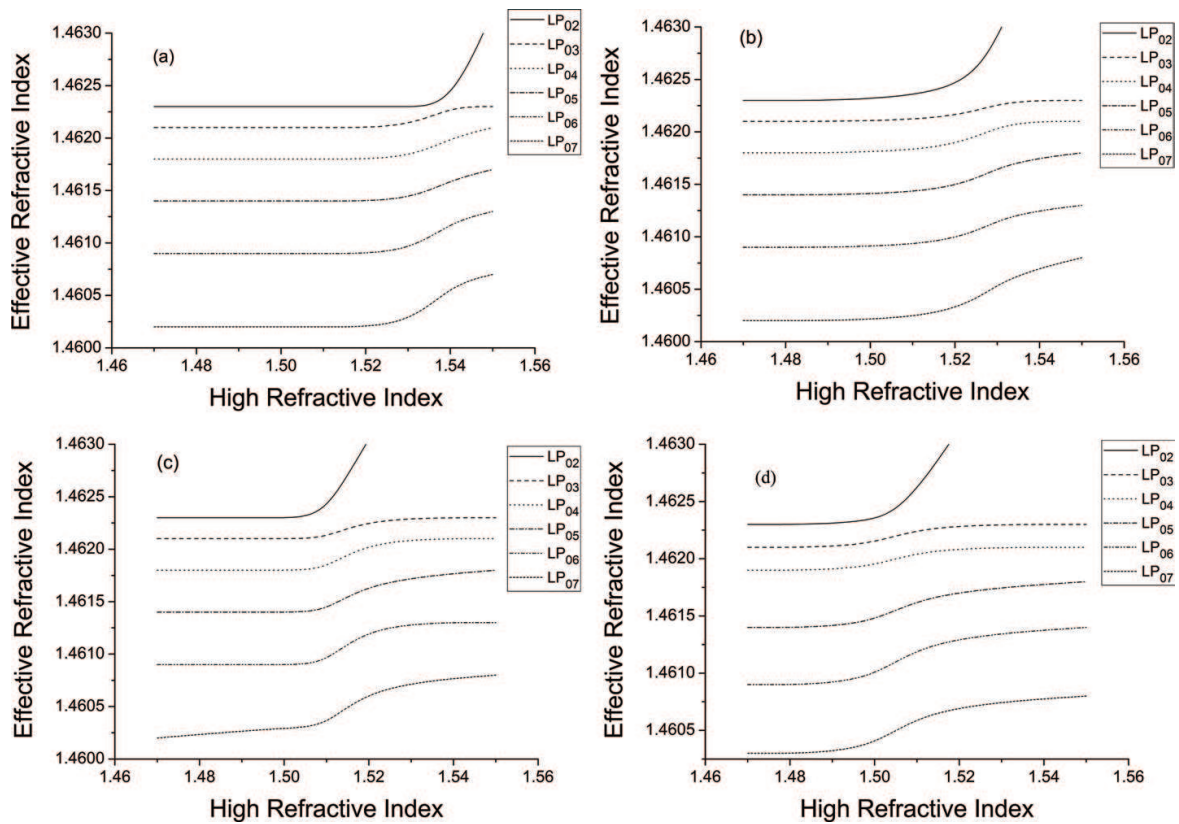 (a)
LP02
LP03
LP04
LP05
LP06
LP07
1.4630
1.4625
1.4620
1.4615
1.4610
1.4605
1.4600
Effective Refractive Index
1.46 1.48 1.50 1.52 1.54 1.56
High Refractive Index
(b)
LP02
LP03
LP04
LP05
LP06
LP07
1.4630
1.4625
1.4620
1.4615
1.4610
1.4605
1.4600
Effective Refractive Index
1.46 1.48 1.50 1.52 1.54 1.56
High Refractive Index
(c)
LP02
LP03
LP04
LP05
LP06
LP07
1.4630
1.4625
1.4620
1.4615
1.4610
1.4605
1.4600
Effective Refractive Index
1.46 1.48 1.50 1.52 1.54 1.56
High Refractive Index
(d)
LP02
LP03
LP04
LP05
LP06
LP07
1.4630
1.4625
1.4620
1.4615
1.4610
1.4605
Effective Refractive Index
1.46 1.48 1.50 1.52 1.54 1.56
High Refractive Index